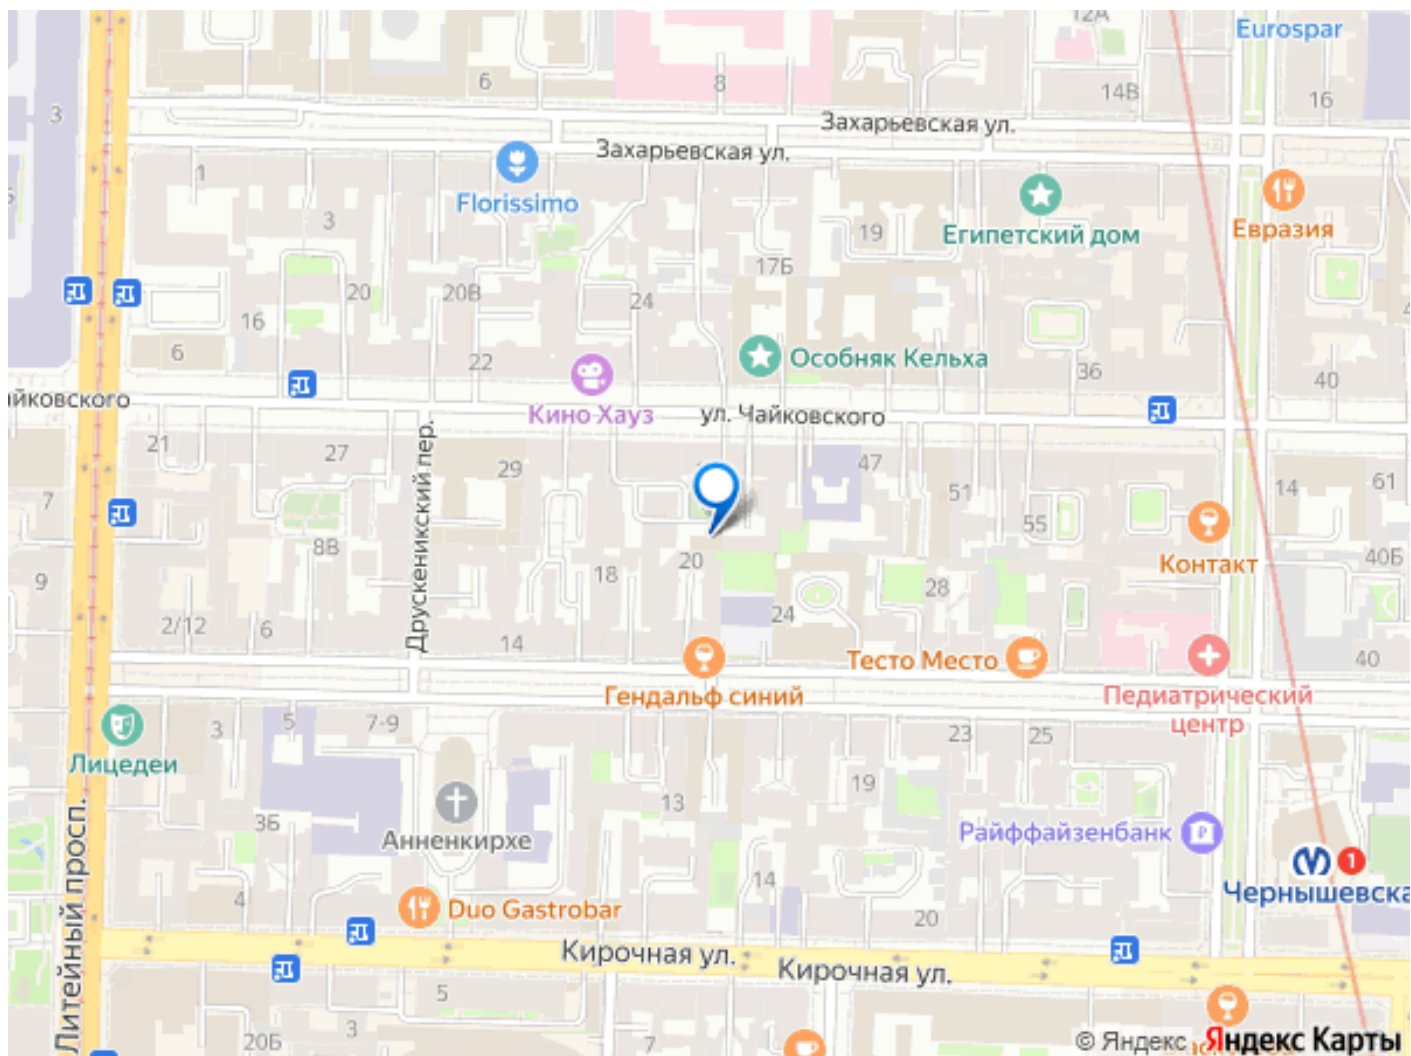 12А
Eurospar
6
8
14В
16
3
Захарьевская ул.
Захарьевская ул.
1
Florissimo
3
19
Египетский дом
Евразия
17Б
20
20В
24
16
6
22
Особняк Кельха
36
40
йковского
Кино Хауз
ул. Чайковского
21
27
29
47
51
14
61
7
Друскеникский пер.
8В
55
Контакт
40Б
9
18
20
28
2/12
6
14
24
Тесто Место
40
Гендальф синий
Педиатрический
центр
3
5
7-9
23
25
Лицедеи
19
13
3Б
Анненкирхе
Райффайзенбанк
1
Чернышевска
14
4
Duo Gastrobar
20
Литейный просп.
Кирочная ул.
Кирочная ул.
5
3
20Б
7
© Яндекс Яндекс Карты